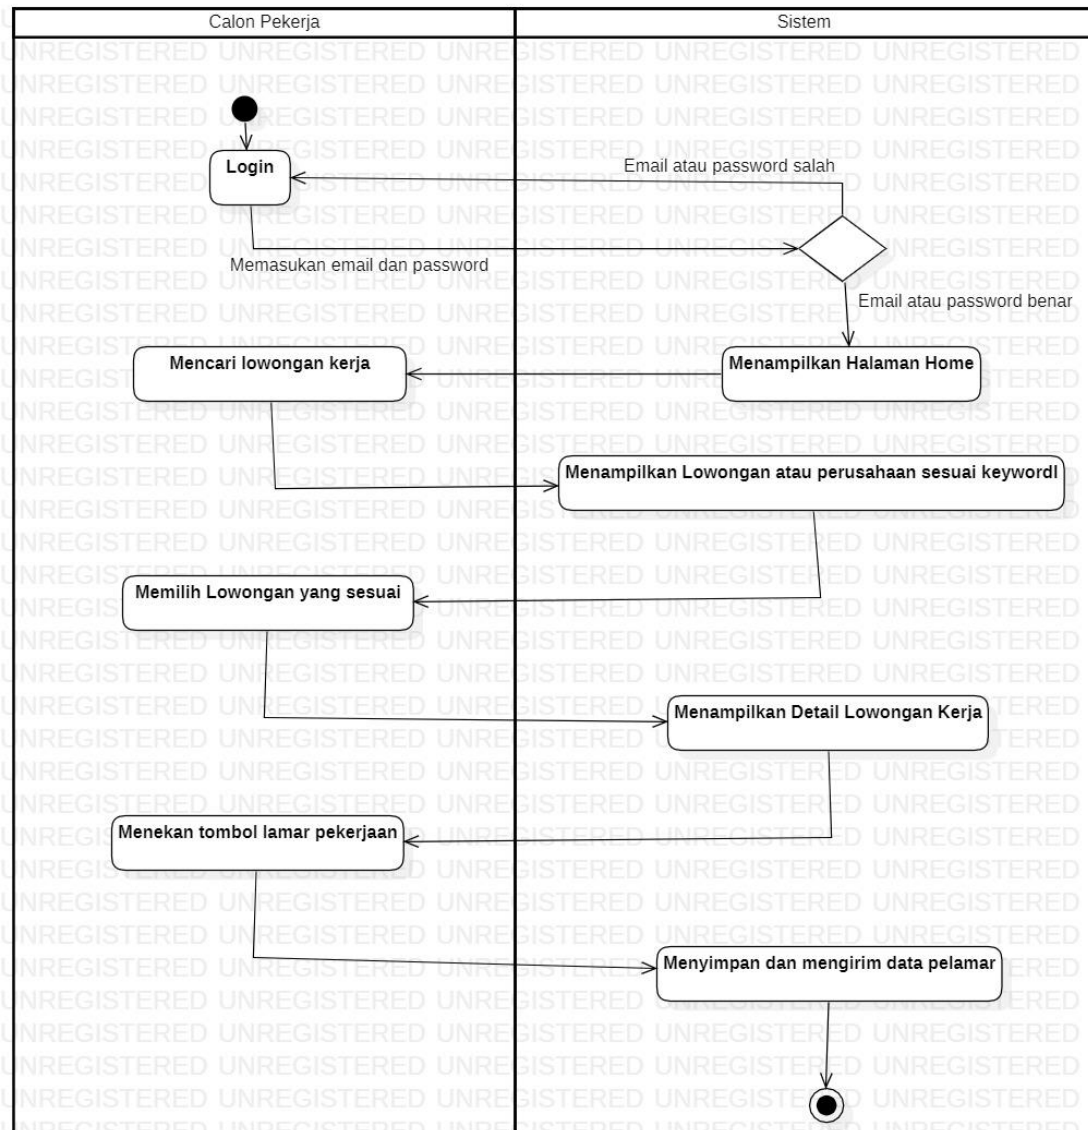 Calon Pekerja
Sistem
Login
Email atau password salah
Memasukan email dan password
Email atau password benar
Mencari lowongan kerja
Menampilkan Halaman Home
Menampilkan Lowongan atau perusahaan sesuai keywordl
Memilih Lowongan yang sesuai
Menampilkan Detail Lowongan Kerja
Menekan tombol lamar pekerjaan
Menyimpan dan mengirim data pelamar
UNREGISTERED